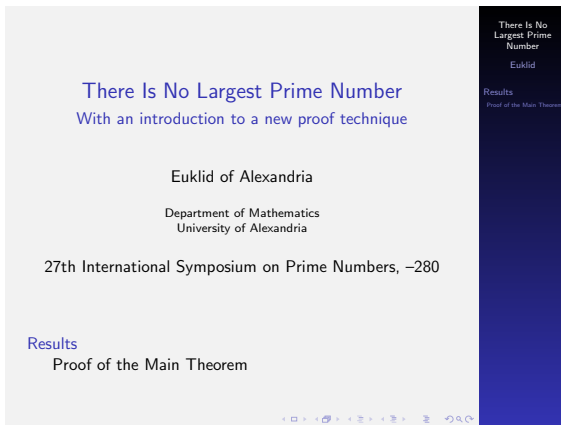 There Is No Largest Prime Number
With an introduction to a new proof technique
Euklid of Alexandria
Department of Mathematics
University of Alexandria
27th International Symposium on Prime Numbers, –280
Results
Proof of the Main Theorem
There Is No
Largest Prime
Number
Euklid
Results
Proof of the Main Theorem